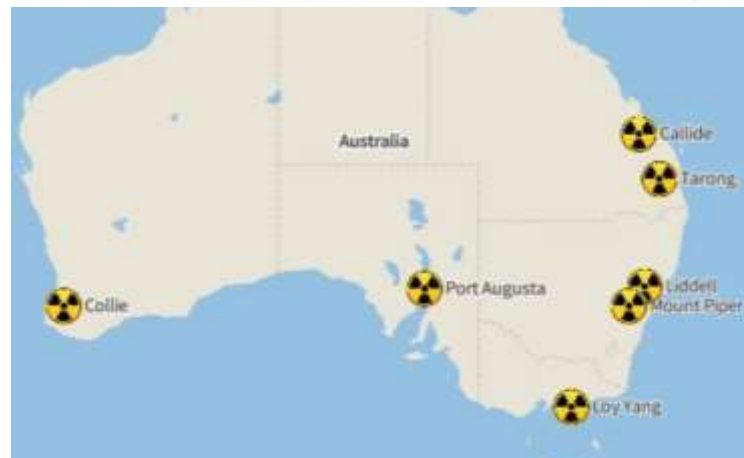 Callide
Australia
Tarong
Port Augusta
Liddell
Collie
Mount Piper
Loy Yang